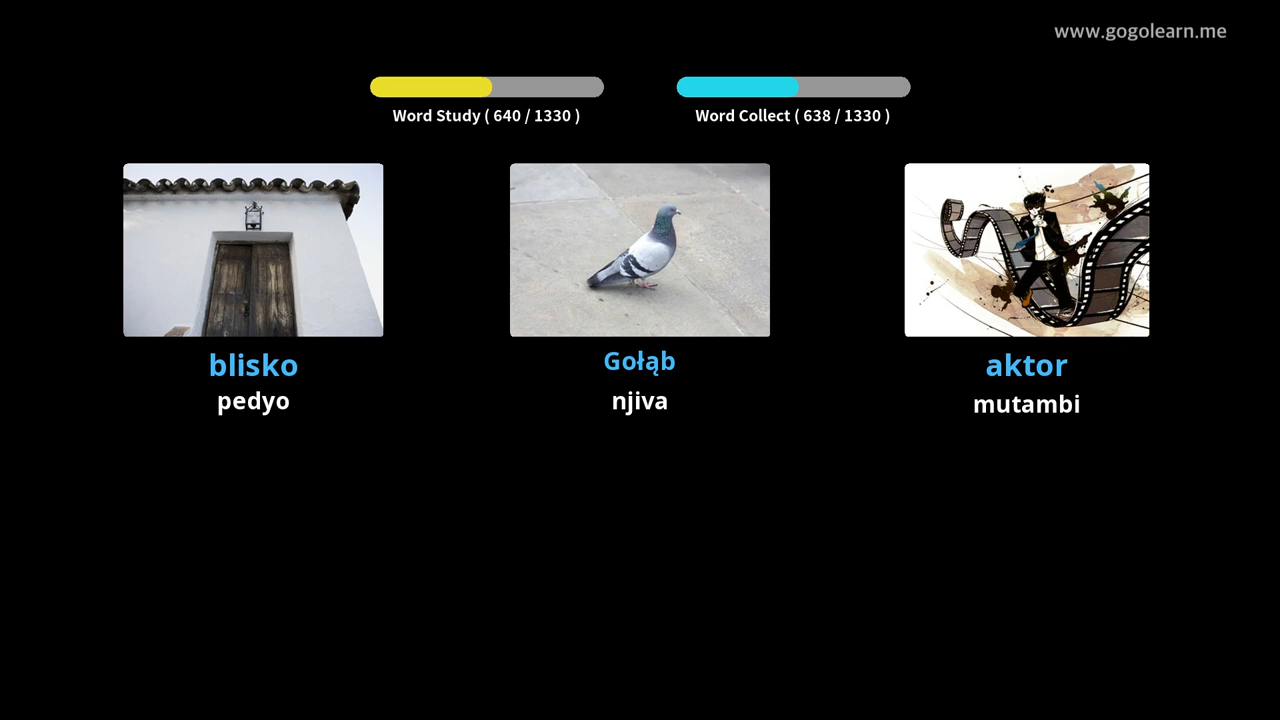 www.gogolearn.me
Word Study ( 640 / 1330 )
Word Collect ( 638 / 1330 )
blisko
pedyo
Gołąb
njiva
aktor
mutambi